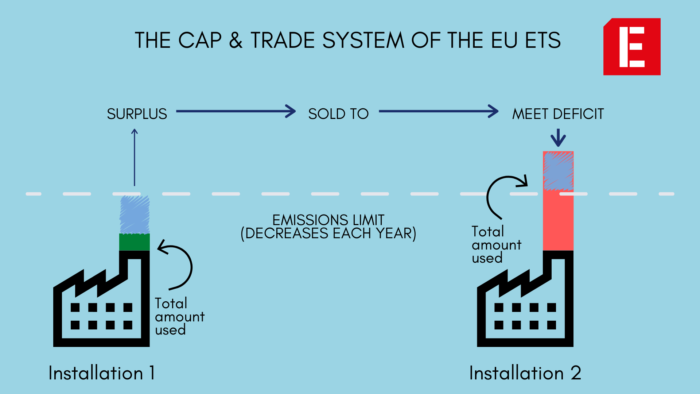 THE CAP & TRADE SYSTEM OF THE EU ETS
E
SURPLUS
SOLD TO
MEET DEFICIT
EMISSIONS LIMIT
(DECREASES EACH YEAR)
Total
amount
used
Total
amount
used
Installation 1
Installation 2